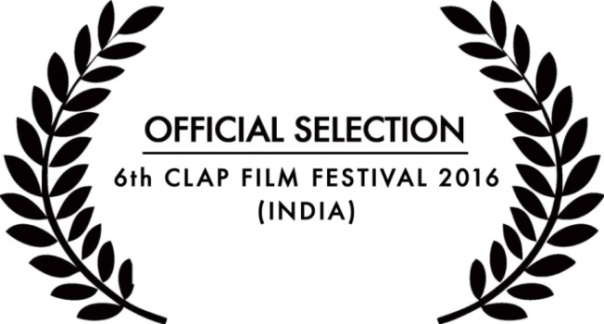 OFFICIAL SELECTION
6th CLAP FILM FESTIVAL 2016
(INDIA)